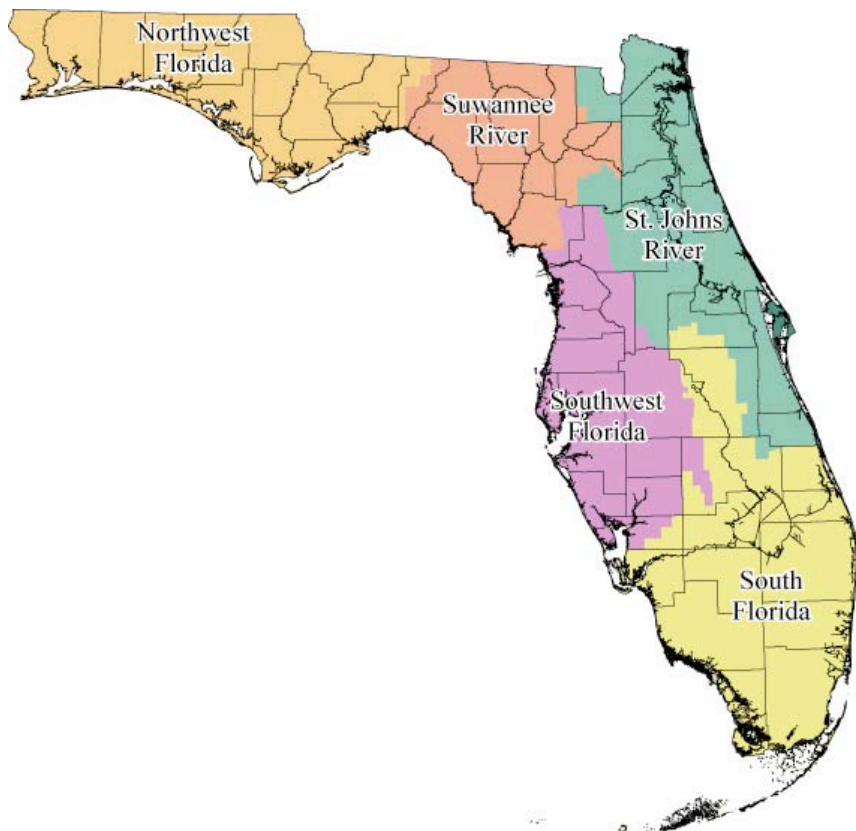 Northwest
Florida
Suwannee
River
St. Johns
River
Southwest
Florida
South
Florida